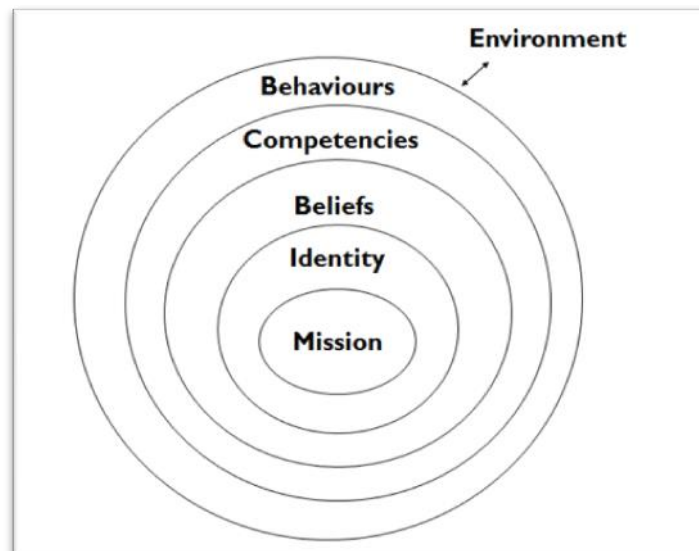 Environment
Behaviours
Competencies
Beliefs
Identity
Mission